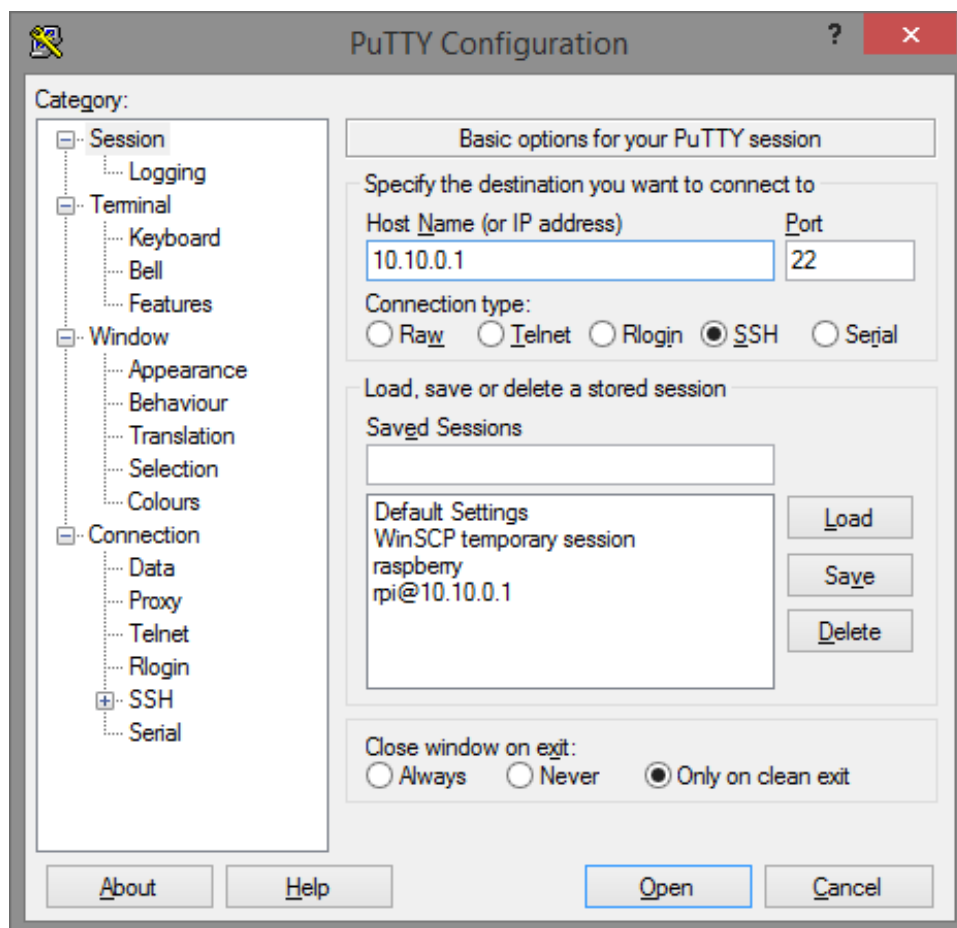 PuTTY Configuration
?
×
Category:
Session
Logging
Terminal
Keyboard
Bell
Features
Window
Appearance
Behaviour
Translation
Selection
Colours
Connection
Data
Proxy
Telnet
Rlogin
SSH
Serial
Basic options for your PuTTY session
Specify the destination you want to connect to
Host Name (or IP address) Port
10.10.0.1 22
Connection type:
Raw Telnet Rlogin SSH Serial
Load, save or delete a stored session
Saved Sessions
Default Settings
WinSCP temporary session
raspberry
rpi@10.10.0.1
Load
Save
Delete
Close window on exit:
Always Never Only on clean exit
About Help Open Cancel